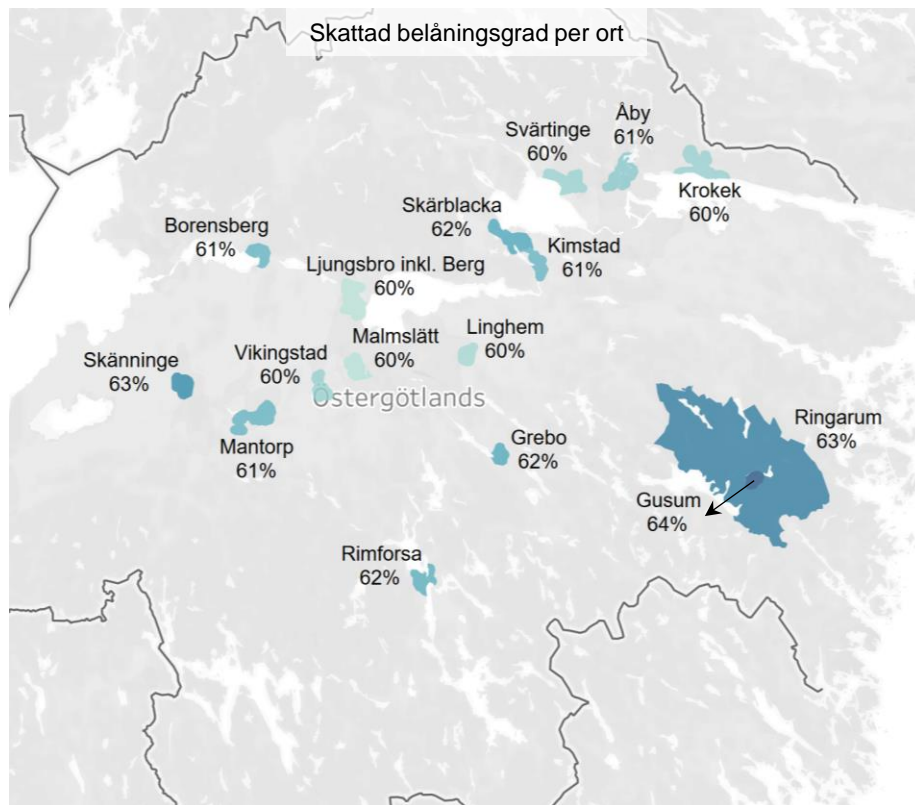 Skattad belåningsgrad per ort
Åby
61%
Svärtinge
60%
Krokek
60%
Skärblacka
62%
Borensberg
61%
Kimstad
61%
Ljungsbro inkl. Berg
60%
Linghem
60%
Malmslätt
60%
Vikingstad
60%
Skänninge
63%
Östergötlands
Ringarum
63%
Mantorp
61%
Grebo
62%
Gusum
64%
Rimforsa
62%